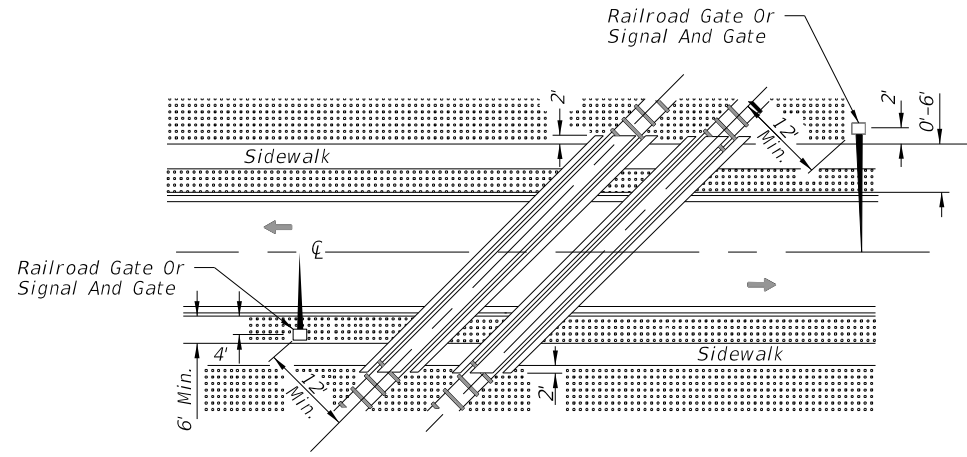 Railroad Gate Or
Signal And Gate
2'
2'
0'-6'
12'
Min.
Sidewalk
℄
Railroad Gate Or
Signal And Gate
4'
6' Min.
12'
Min.
2'
Sidewalk